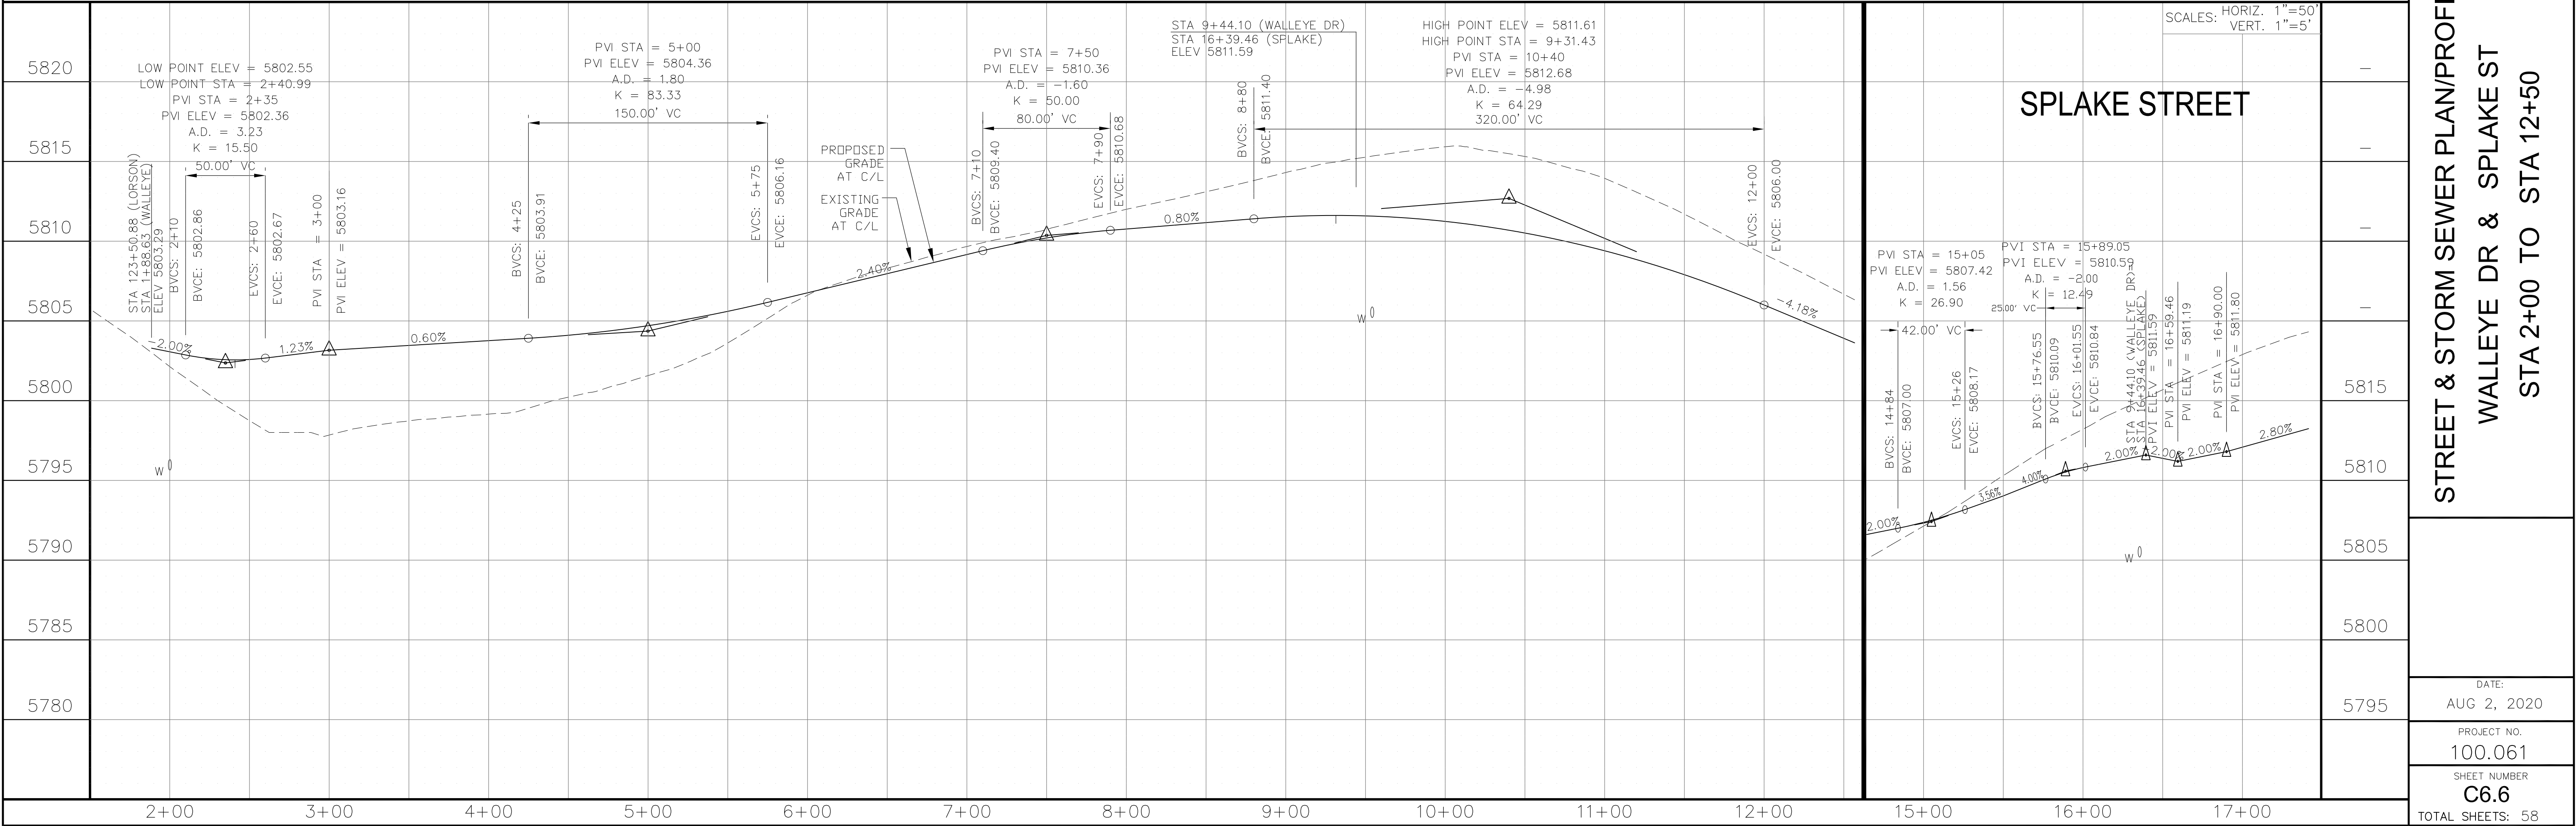 5820
5815
5810
5805
5800
5795
5790
5785
5780
LOW POINT ELEV = 5802.55
LOW POINT STA = 2+40.99
PVI STA = 2+35
PVI ELEV = 5802.36
A.D. = 3.23
K = 15.50
50.00' VC
STA 123+50.88 (LORSON)
STA 1+88.63 (WALLEYE)
ELEV 5803.29
BVCS: 2+10
BVCE: 5802.86
EVCS: 2+60
EVCE: 5802.67
PVI STA = 3+00
PVI ELEV = 5803.16
-2.00%
1.23%
0.60%
W
PVI STA = 5+00
PVI ELEV = 5804.36
A.D. = 1.80
K = 83.33
150.00' VC
BVCS: 4+25
BVCE: 5803.91
EVCS: 5+75
EVCE: 5806.16
PROPOSED
GRADE
AT C/L
EXISTING
GRADE
AT C/L
2.40%
PVI STA = 7+50
PVI ELEV = 5810.36
A.D. = -1.60
K = 50.00
80.00' VC
BVCS: 7+10
BVCE: 5809.40
EVCS: 7+90
EVCE: 5810.68
0.80%
STA 9+44.10 (WALLEYE DR)
STA 16+39.46 (SPLAKE)
ELEV 5811.59
BVCS: 8+80
BVCE: 5811.40
HIGH POINT ELEV = 5811.61
HIGH POINT STA = 9+31.43
PVI STA = 10+40
PVI ELEV = 5812.68
A.D. = -4.98
K = 64.29
320.00' VC
EVCS: 12+00
EVCE: 5806.00
-4.18%
W
SCALES: HORIZ. 1"=50'
VERT. 1"=5'
SPLAKE STREET
PVI STA = 15+05
PVI ELEV = 5807.42
A.D. = 1.56
K = 26.90
42.00' VC
BVCS: 14+84
BVCE: 5807.00
EVCS: 15+26
EVCE: 5808.17
PVI STA = 15+89.05
PVI ELEV = 5810.59
A.D. = -2.00
K = 12.49
25.00' VC
BVCS: 15+76.55
BVCE: 5810.09
EVCS: 16+01.55
EVCE: 5810.84
STA 9+44.10 (WALLEYE DR)=
STA 16+39.46 (SPLAKE)
PVI ELEV = 5811.59
PVI STA = 16+59.46
PVI ELEV = 5811.19
PVI STA = 16+90.00
PVI ELEV = 5811.80
2.00%
3.56%
4.00%
2.00%
-2.00%
2.00%
2.80%
W
5815
5810
5805
5800
5795
2+00 3+00 4+00 5+00 6+00 7+00 8+00 9+00 10+00 11+00 12+00 15+00 16+00 17+00
STREET & STORM SEWER PLAN/PROFI
WALLEYE DR & SPLAKE ST
STA 2+00 TO STA 12+50
DATE:
AUG 2, 2020
PROJECT NO.
100.061
SHEET NUMBER
C6.6
TOTAL SHEETS: 58